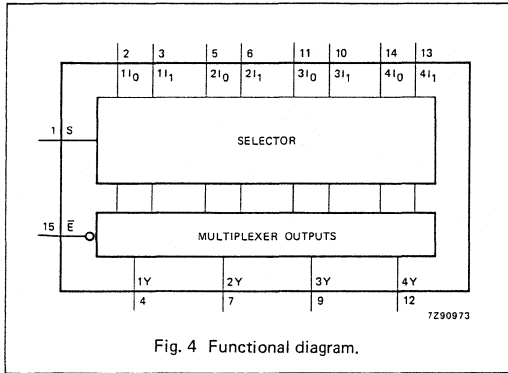 2 3 5 6 11 10 14 13
1I₀ 1I₁ 2I₀ 2I₁ 3I₀ 3I₁ 4I₀ 4I₁
1 S
SELECTOR
15 E̅
MULTIPLEXER OUTPUTS
1Y 2Y 3Y 4Y
4 7 9 12
7Z90973
Fig. 4 Functional diagram.